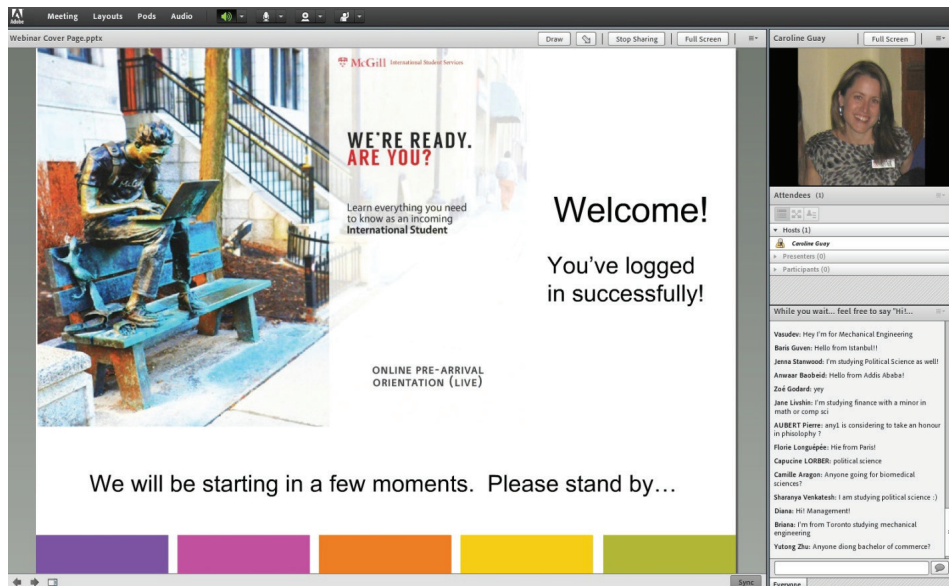 Adobe
Meeting Layouts Pods Audio
Webinar Cover Page.pptx
Draw Stop Sharing Full Screen
McGill International Student Services
WE'RE READY.
ARE YOU?
Learn everything you need
to know as an incoming
International Student
Welcome!
You've logged
in successfully!
ONLINE PRE-ARRIVAL
ORIENTATION (LIVE)
We will be starting in a few moments. Please stand by…
Sync
Caroline Guay Full Screen
Attendees (1)
Hosts (1)
Caroline Guay
Presenters (0)
Participants (0)
While you wait... feel free to say "Hi!...
Vasudev: Hey I'm for Mechanical Engineering
Baris Guven: Hello from Istanbul!!
Jenna Stanwood: I'm studying Political Science as well!
Anwaar Baobeid: Hello from Addis Ababa!
Zoé Godard: yey
Jane Livshin: I'm studying finance with a minor in
math or comp sci
AUBERT Pierre: any1 is considering to take an honour
in phisolophy ?
Florie Longuépée: Hie from Paris!
Capucine LORBER: political science
Camille Aragon: Anyone going for biomedical
sciences?
Sharanya Venkatesh: I am studying political science :)
Diana: Hi! Management!
Briana: I'm from Toronto studying mechanical
engineering
Yutong Zhu: Anyone diong bachelor of commerce?
Everyone